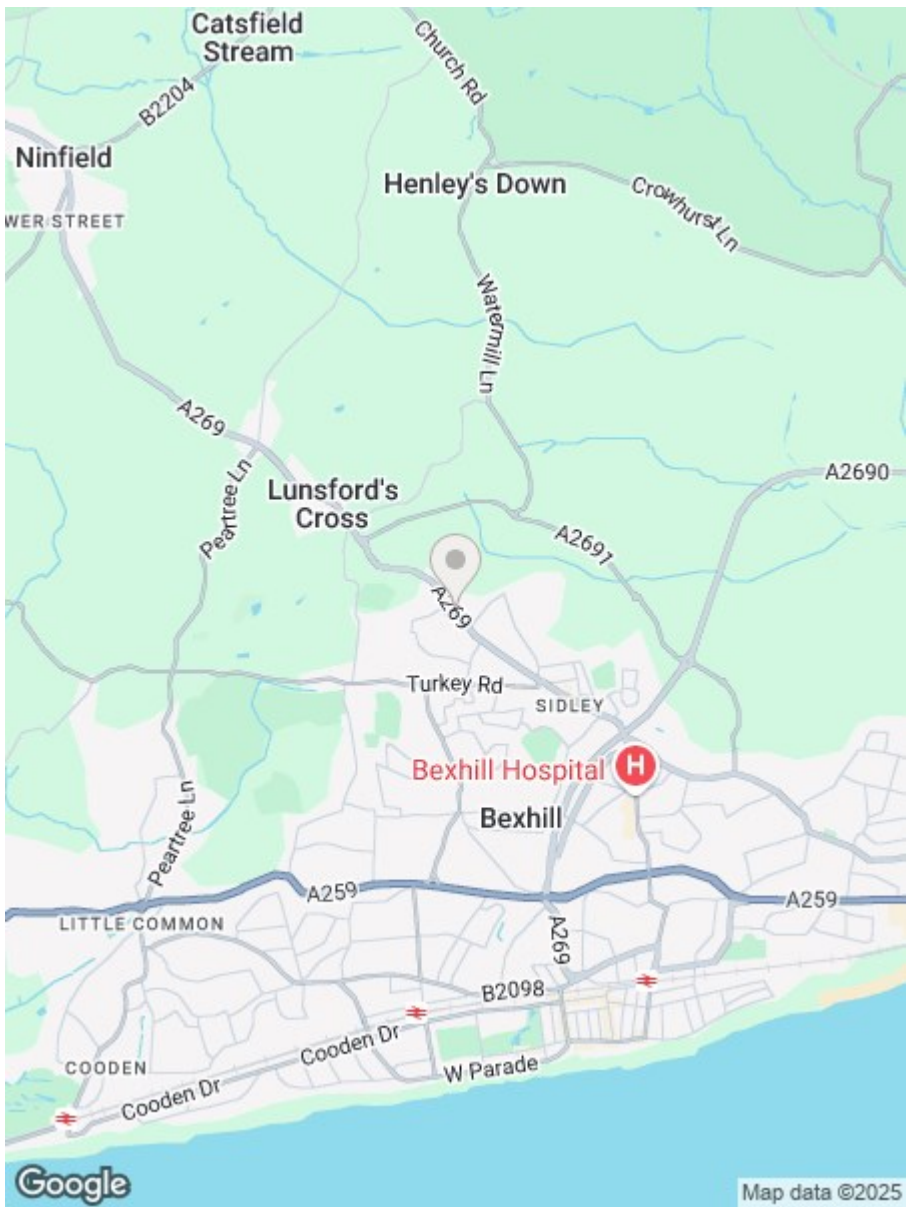 Catsfield
Stream
Church Rd
B2204
Ninfield
Henley's Down
Crowhurst Ln
WER STREET
Watermill Ln
A269
A2690
Peartree Ln
Lunsford's
Cross
A2691
A269
Turkey Rd
SIDLEY
Bexhill Hospital
H
Bexhill
Peartree Ln
A259
A259
LITTLE COMMON
A269
B2098
Cooden Dr
COODEN
W Parade
Cooden Dr
Google
Map data ©2025